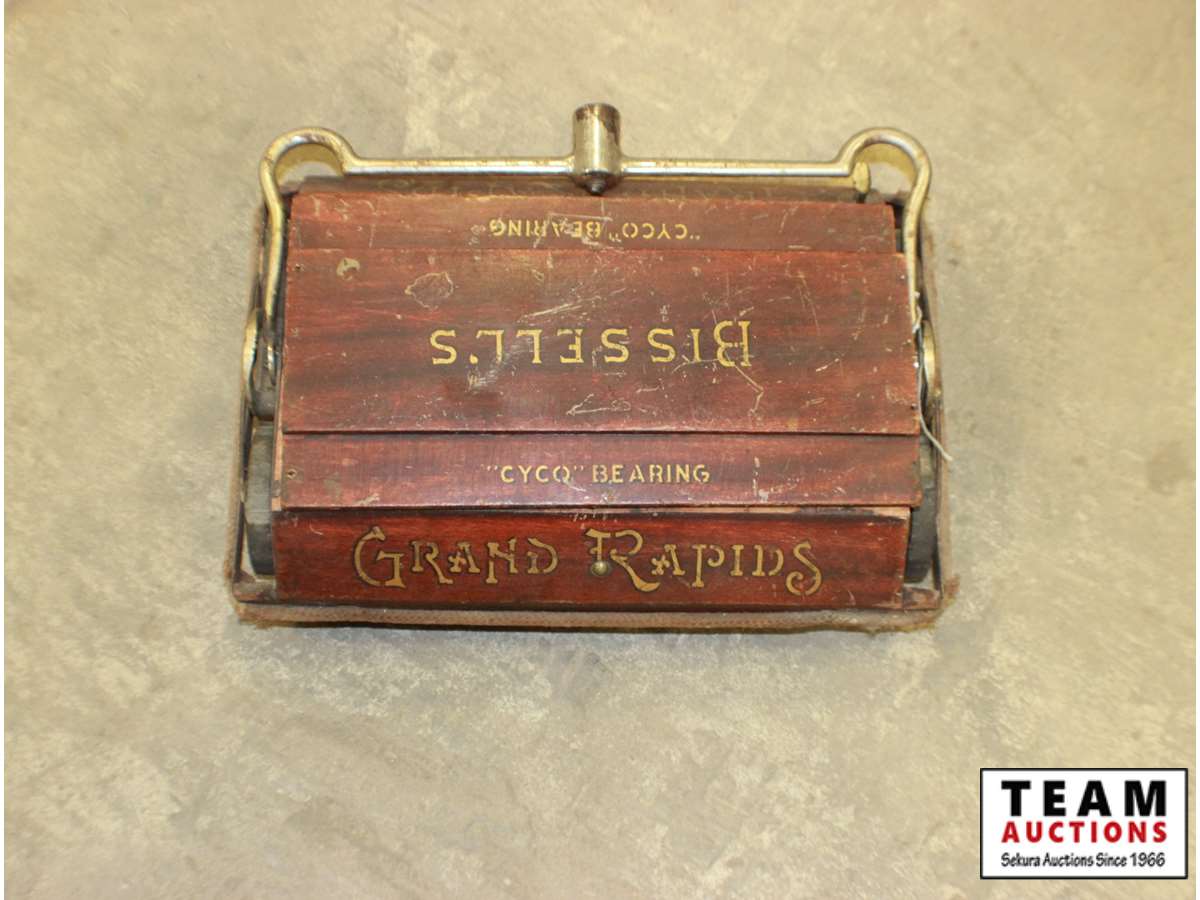 "CYCO" BEARING
BISSELL'S
"CYCO" BEARING
GRAND RAPIDS
TEAM
AUCTIONS
Sekura Auctions Since 1966